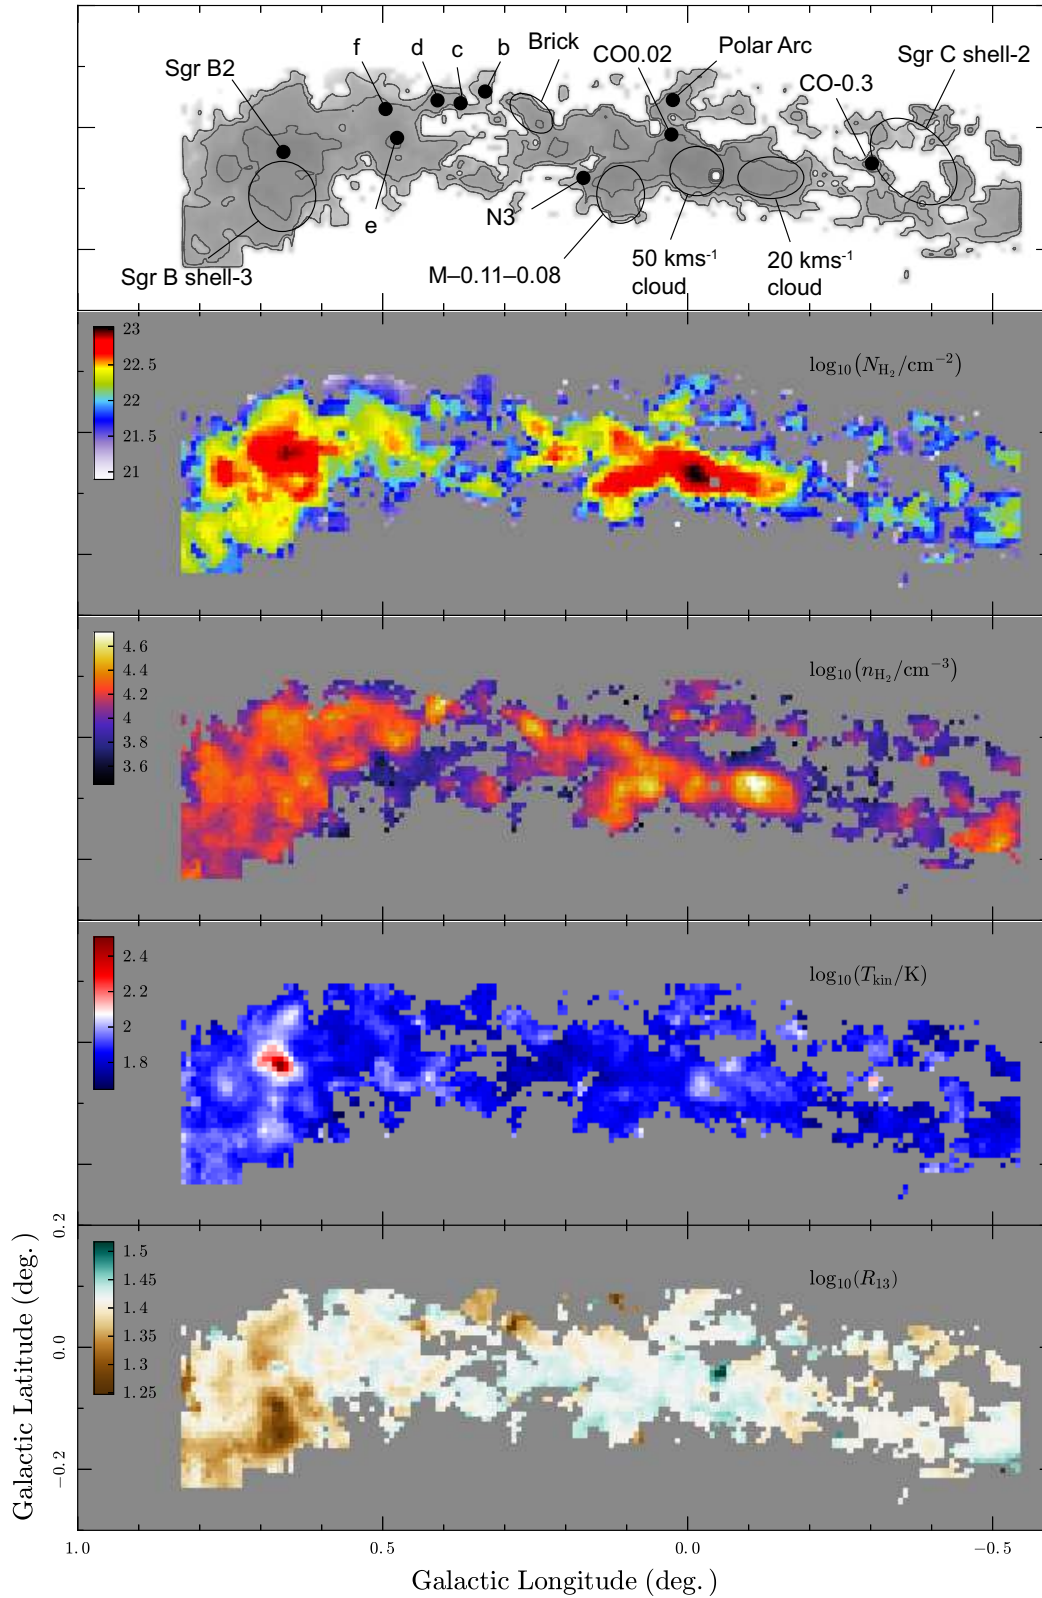 f
d
c
b
Brick
CO0.02
Polar Arc
Sgr C shell-2
Sgr B2
CO-0.3
e
N3
Sgr B shell-3
M–0.11–0.08
50 kms⁻¹
cloud
20 kms⁻¹
cloud
23
22.5
22
21.5
21
log₁₀(N_H₂/cm⁻²)
4.6
4.4
4.2
4
3.8
3.6
log₁₀(n_H₂/cm⁻³)
2.4
2.2
2
1.8
log₁₀(T_kin/K)
1.5
1.45
1.4
1.35
1.3
1.25
log₁₀(R₁₃)
0.2
0.0
−0.2
Galactic Latitude (deg.)
1.0
0.5
0.0
−0.5
Galactic Longitude (deg.)